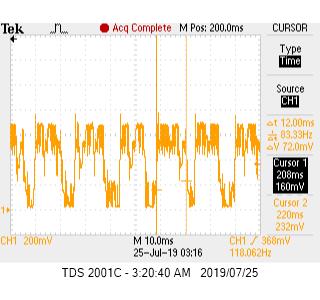 Tek Acq Complete M Pos: 200.0ms CURSOR
Type
Time
Source
CH1
Δt 12.00ms
1/Δt 83.33Hz
ΔV 72.0mV
Cursor 1
208ms
160mV
Cursor 2
220ms
232mV
1
CH1 200mV M 10.0ms CH1 / 368mV
25-Jul-19 03:16 118.062Hz
TDS 2001C - 3:20:40 AM 2019/07/25